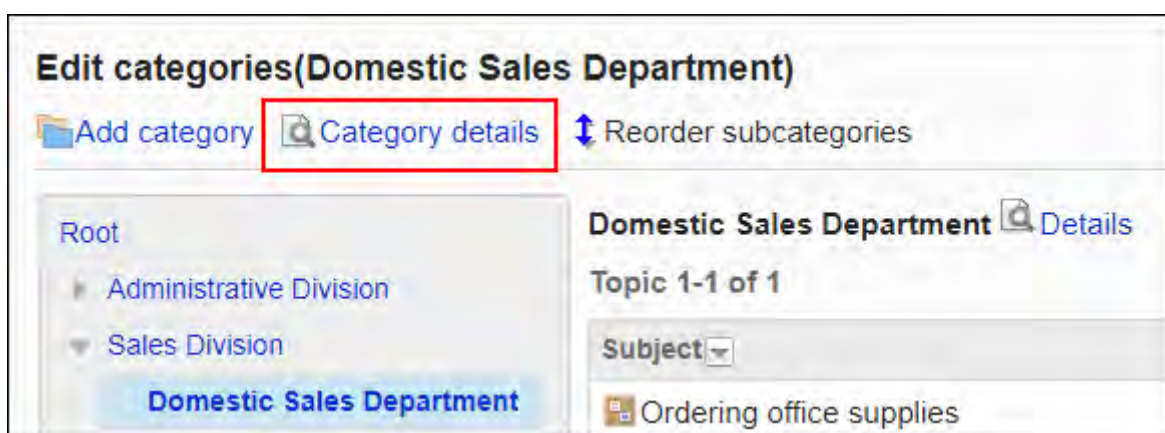 Edit categories(Domestic Sales Department)
Add category Category details Reorder subcategories
Root
Administrative Division
Sales Division
Domestic Sales Department
Domestic Sales Department Details
Topic 1-1 of 1
Subject
Ordering office supplies